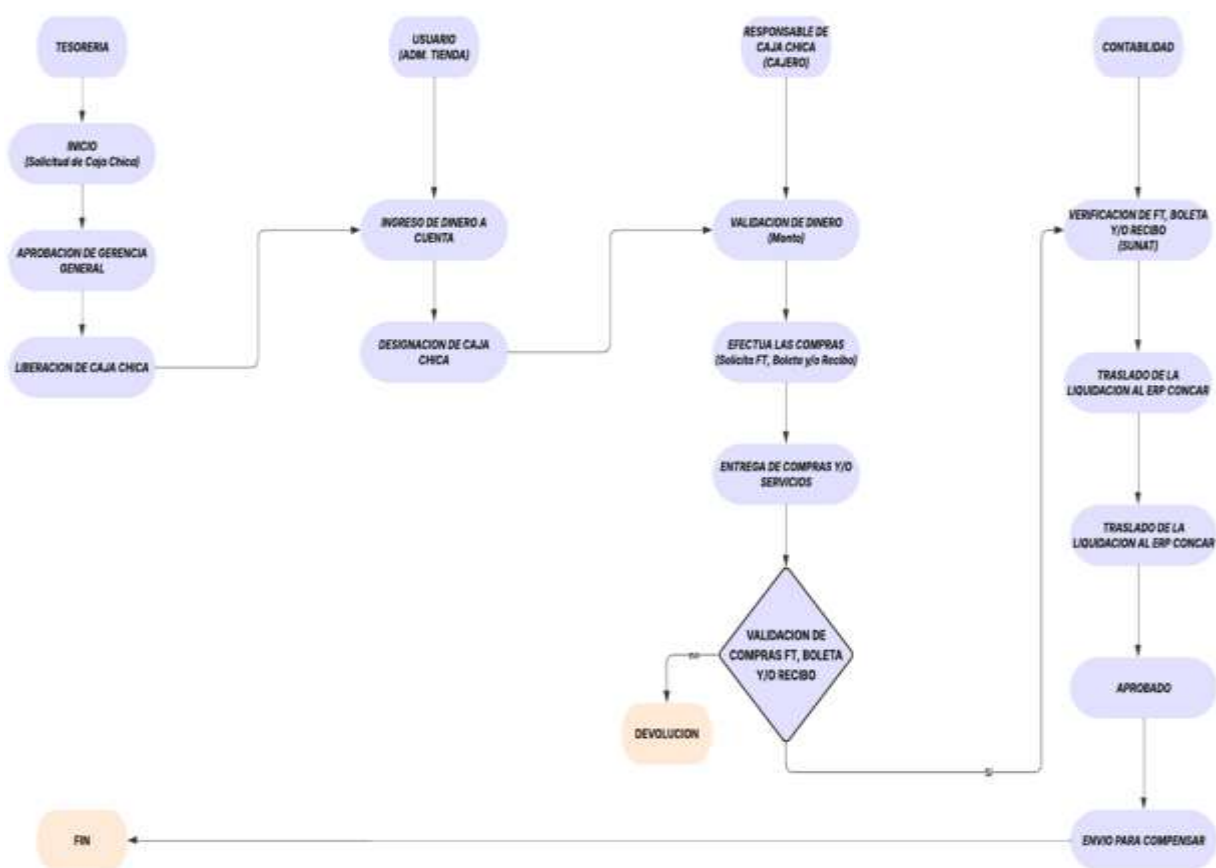 TESORERIA
INICIO
(Solicitud de Caja Chica)
APROBACION DE GERENCIA
GENERAL
LIBERACION DE CAJA CHICA
USUARIO
(ADM. TIENDA)
INGRESO DE DINERO A
CUENTA
DESIGNACION DE CAJA
CHICA
RESPONSABLE DE
CAJA CHICA
(CAJERO)
VALIDACION DE DINERO
(Monto)
EFECTUA LAS COMPRAS
(Solicita FT, Boleta y/o Recibo)
ENTREGA DE COMPRAS Y/O
SERVICIOS
VALIDACION DE
COMPRAS FT, BOLETA
Y/O RECIBO
DEVOLUCION
CONTABILIDAD
VERIFICACION DE FT, BOLETA
Y/O RECIBO
(SUNAT)
TRASLADO DE LA
LIQUIDACION AL ERP CONCAR
TRASLADO DE LA
LIQUIDACION AL ERP CONCAR
APROBADO
ENVIO PARA COMPENSAR
FIN